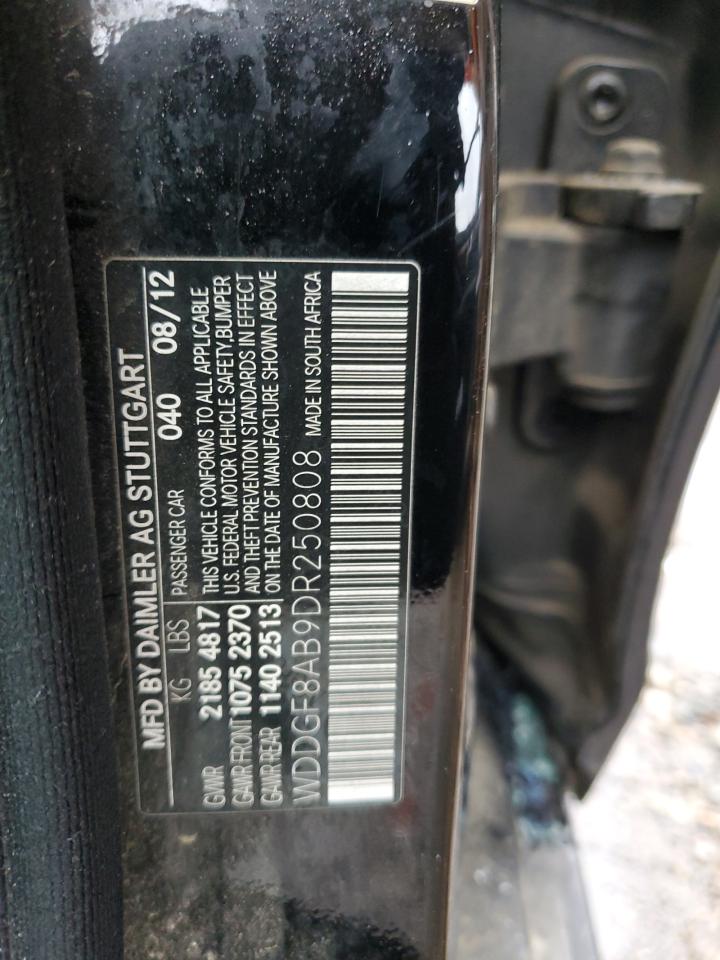 MFD BY DAIMLER AG STUTTGART
KG LBS PASSENGER CAR 040 08/12
GVWR 2185 4817 THIS VEHICLE CONFORMS TO ALL APPLICABLE
GAWR-FRONT 1075 2370 U.S. FEDERAL MOTOR VEHICLE SAFETY,BUMPER
AND THEFT PREVENTION STANDARDS IN EFFECT
GAWR-REAR 1140 2513 ON THE DATE OF MANUFACTURE SHOWN ABOVE
WDDGF8AB9DR250808 MADE IN SOUTH AFRICA